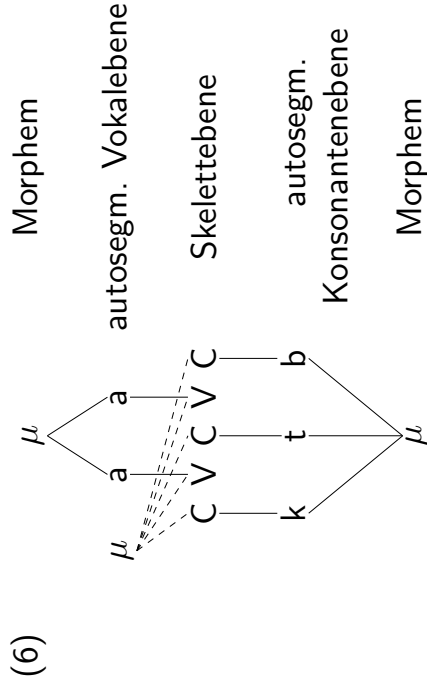 (6)
μ Morphem
a a autosegm. Vokalebene
μ
C V C V C Skelettebene
k t b autosegm.
Konsonantenebene
μ Morphem